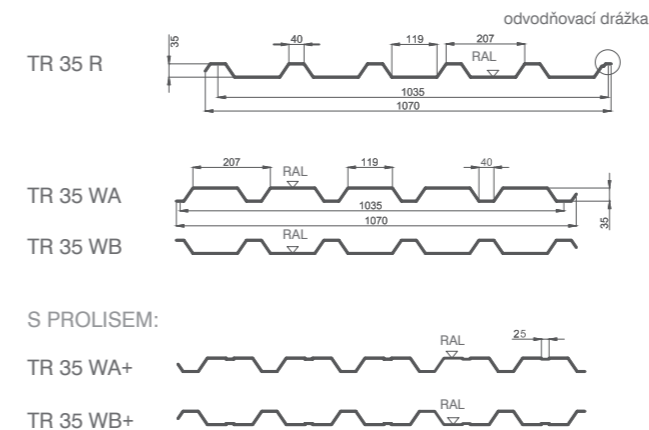 odvodňovací drážka
TR 35 R
35
40
119
207
RAL
1035
1070
TR 35 WA
207
RAL
119
40
35
1035
1070
TR 35 WB
RAL
S PROLISEM:
TR 35 WA+
RAL
25
TR 35 WB+
RAL